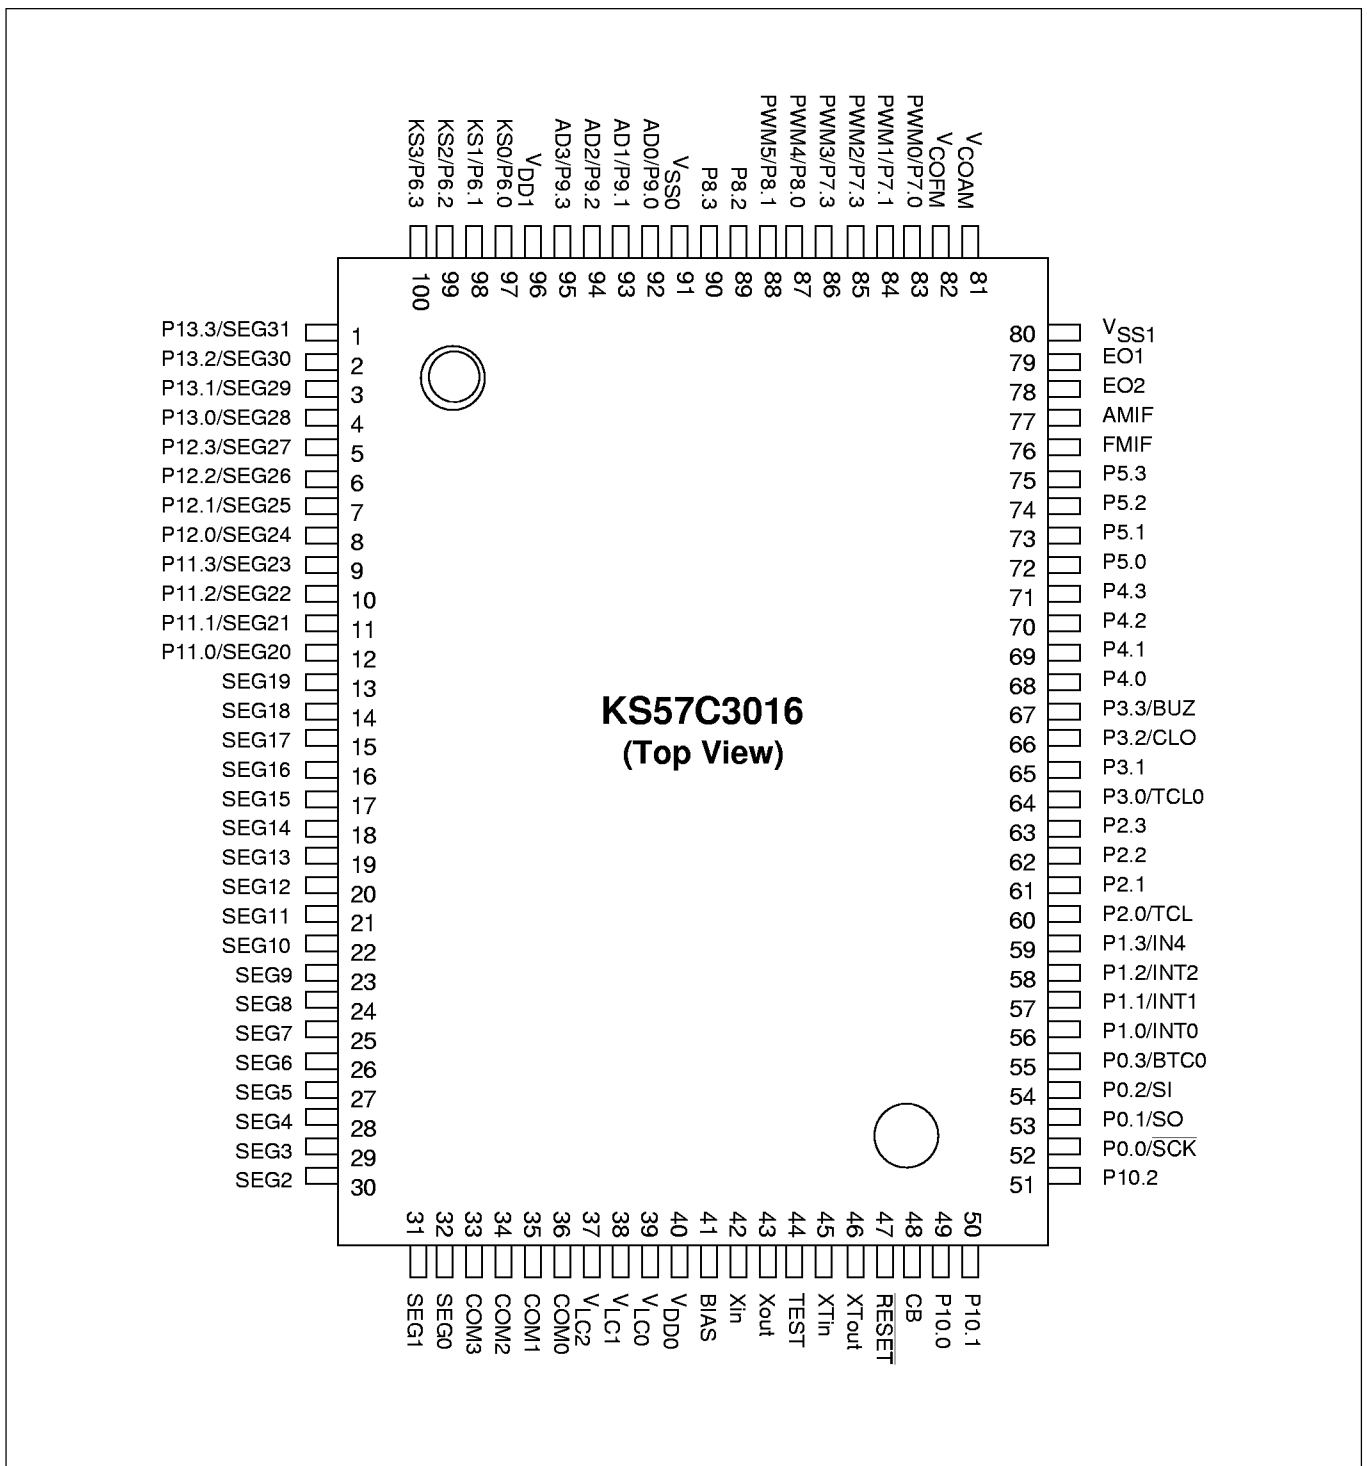 KS3/P6.3
KS2/P6.2
KS1/P6.1
KS0/P6.0
VDD1
AD3/P9.3
AD2/P9.2
AD1/P9.1
AD0/P9.0
VSS0
P8.3
P8.2
PWM5/P8.1
PWM4/P8.0
PWM3/P7.3
PWM2/P7.3
PWM1/P7.1
PWM0/P7.0
VCOFM
VCOAM
100
99
98
97
96
95
94
93
92
91
90
89
88
87
86
85
84
83
82
81
P13.3/SEG31 1
P13.2/SEG30 2
P13.1/SEG29 3
P13.0/SEG28 4
P12.3/SEG27 5
P12.2/SEG26 6
P12.1/SEG25 7
P12.0/SEG24 8
P11.3/SEG23 9
P11.2/SEG22 10
P11.1/SEG21 11
P11.0/SEG20 12
SEG19 13
SEG18 14
SEG17 15
SEG16 16
SEG15 17
SEG14 18
SEG13 19
SEG12 20
SEG11 21
SEG10 22
SEG9 23
SEG8 24
SEG7 25
SEG6 26
SEG5 27
SEG4 28
SEG3 29
SEG2 30
KS57C3016
(Top View)
80 VSS1
79 EO1
78 EO2
77 AMIF
76 FMIF
75 P5.3
74 P5.2
73 P5.1
72 P5.0
71 P4.3
70 P4.2
69 P4.1
68 P4.0
67 P3.3/BUZ
66 P3.2/CLO
65 P3.1
64 P3.0/TCL0
63 P2.3
62 P2.2
61 P2.1
60 P2.0/TCL
59 P1.3/IN4
58 P1.2/INT2
57 P1.1/INT1
56 P1.0/INT0
55 P0.3/BTC0
54 P0.2/SI
53 P0.1/SO
52 P0.0/SCK
51 P10.2
31
32
33
34
35
36
37
38
39
40
41
42
43
44
45
46
47
48
49
50
SEG1
SEG0
COM3
COM2
COM1
COM0
VLC2
VLC1
VLC0
VDD0
BIAS
Xin
Xout
TEST
XTin
XTout
RESET
CB
P10.0
P10.1